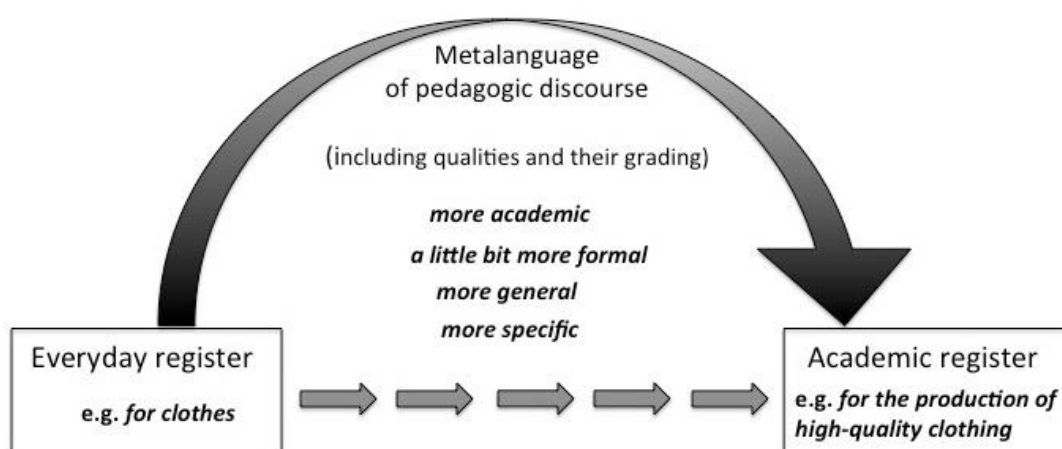 Metalanguage
of pedagogic discourse
(including qualities and their grading)
more academic
a little bit more formal
more general
more specific
Everyday register
e.g. for clothes
Academic register
e.g. for the production of
high-quality clothing